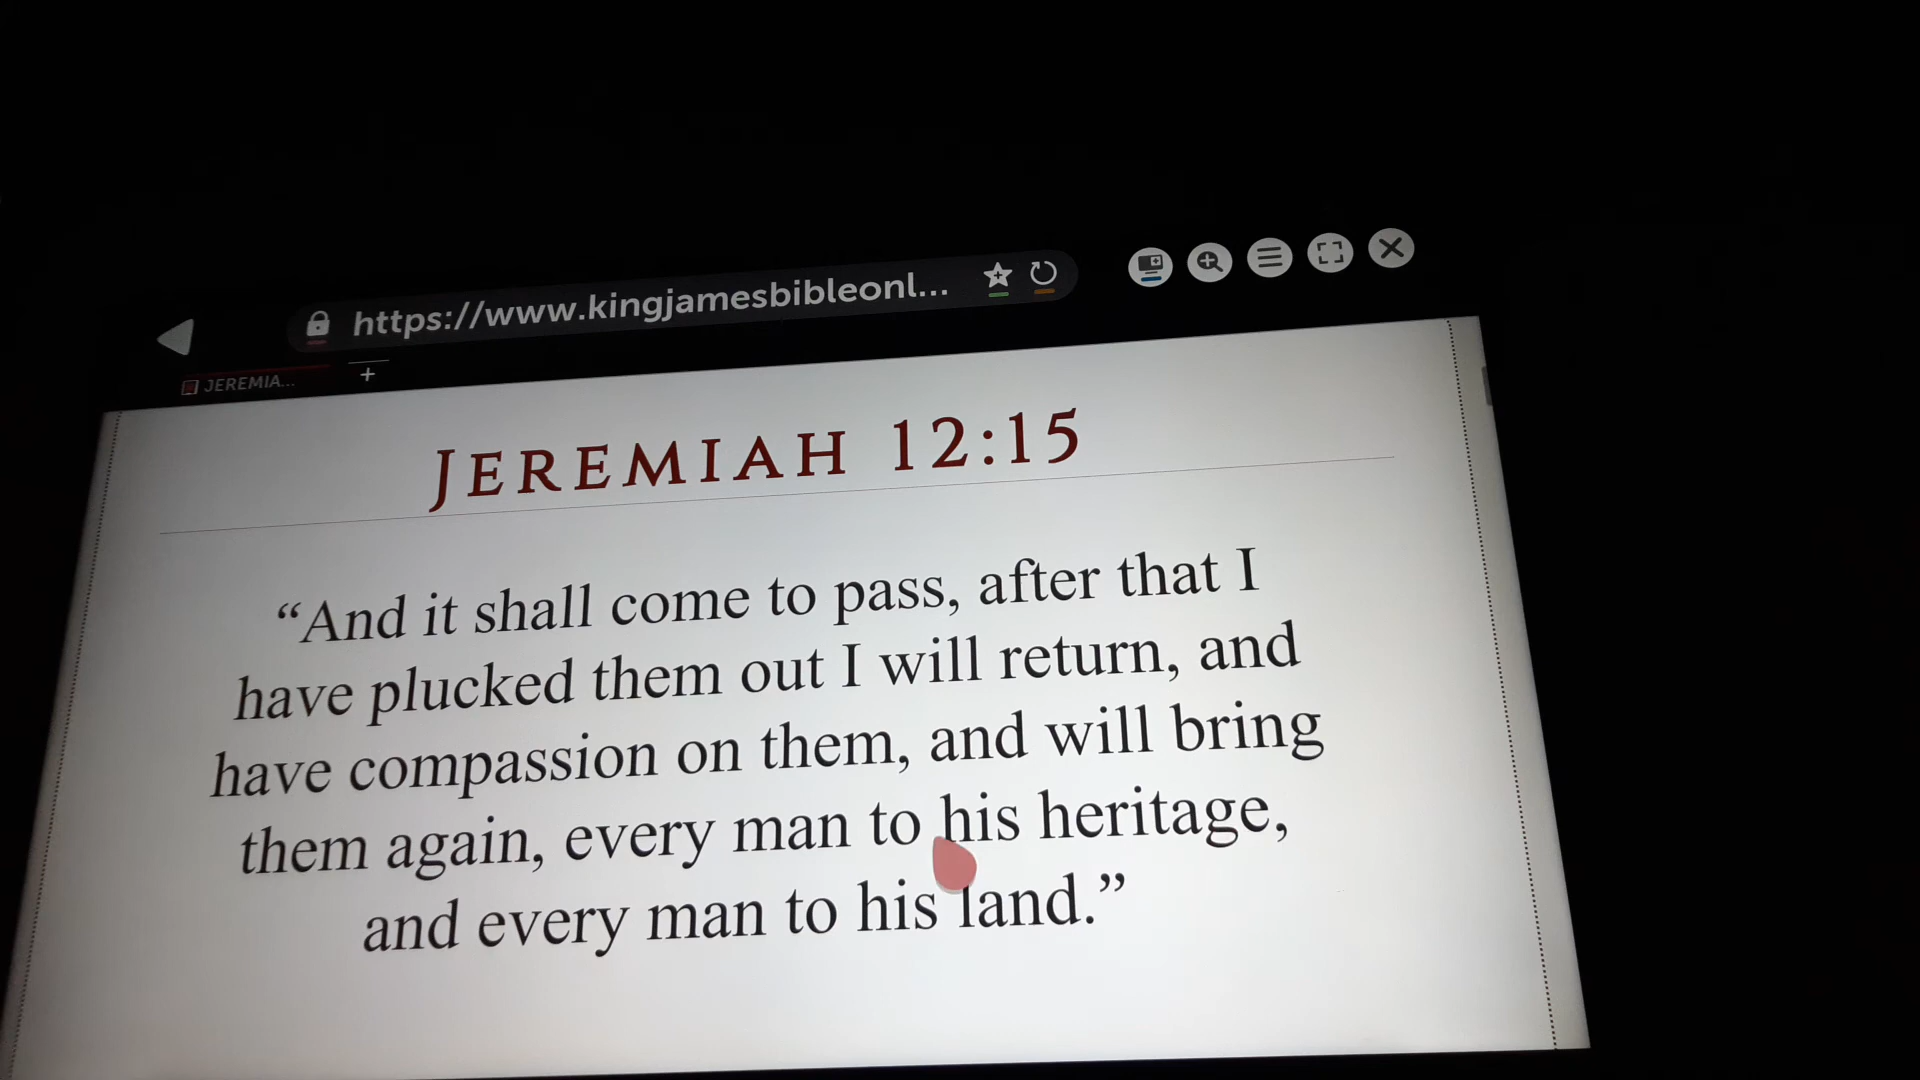 https://www.kingjamesbibleonl...
JEREMIA...
+
JEREMIAH 12:15
“And it shall come to pass, after that I
have plucked them out I will return, and
have compassion on them, and will bring
them again, every man to his heritage,
and every man to his land.”